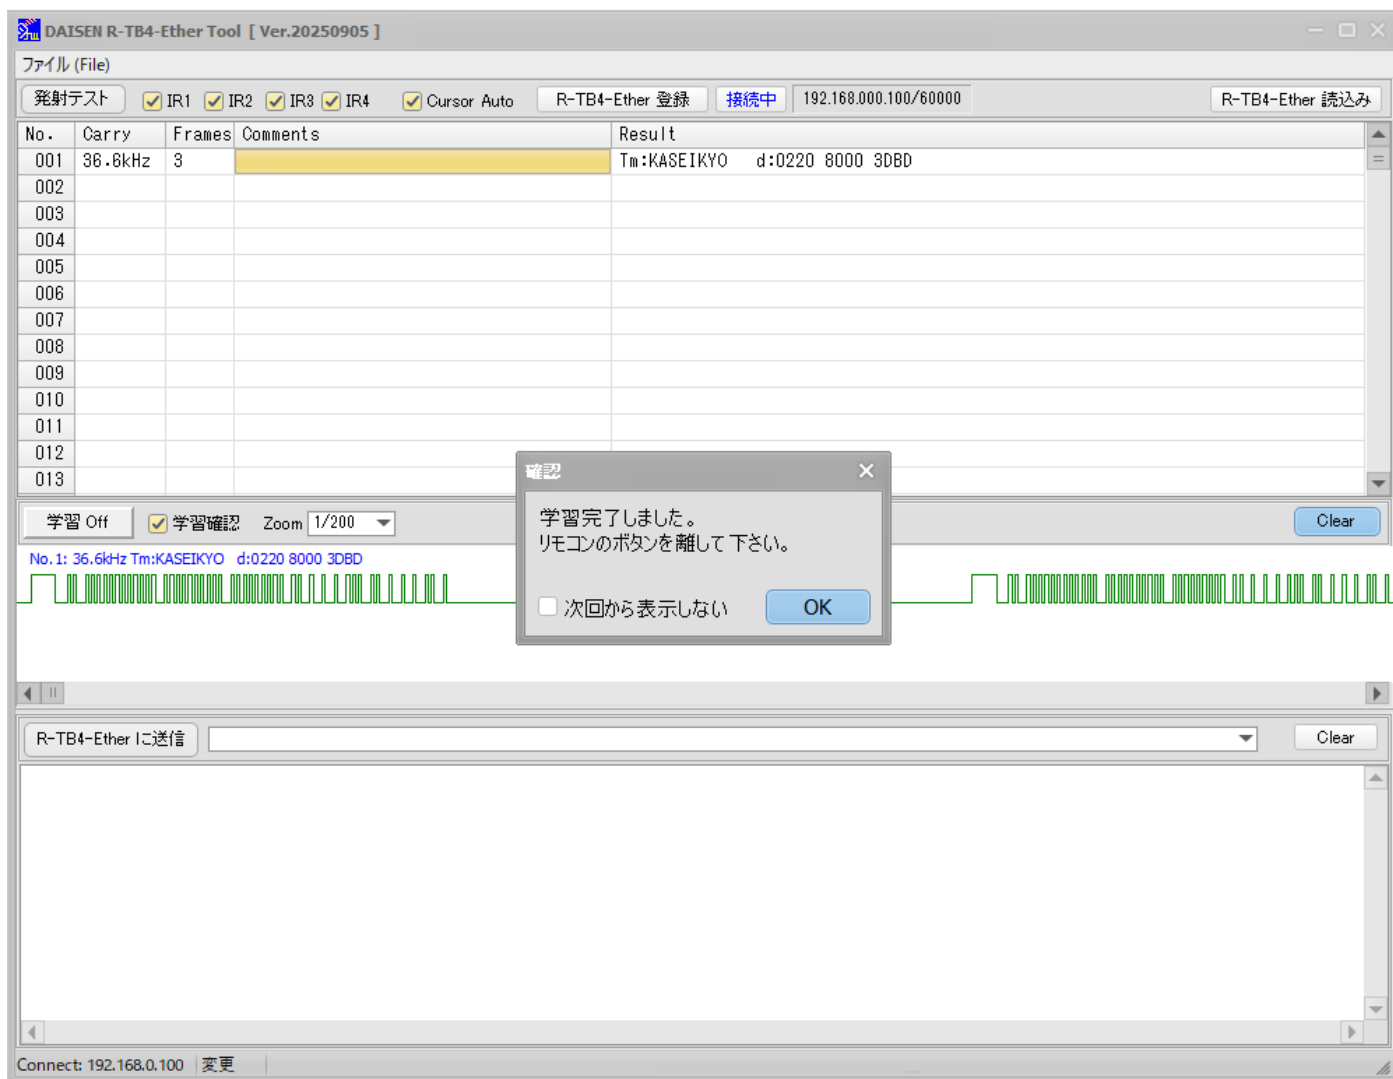 DAISEN R-TB4-Ether Tool [ Ver.20250905 ]
ファイル (File)
発射テスト IR1 IR2 IR3 IR4 Cursor Auto R-TB4-Ether 登録 接続中 192.168.000.100/60000 R-TB4-Ether 読込み
No. Carry Frames Comments Result
001 36.6kHz 3 Tm:KASEIKYO d:0220 8000 3DBD
002
003
004
005
006
007
008
009
010
011
012
013
確認
学習完了しました。
リモコンのボタンを離して下さい。
次回から表示しない OK
学習 Off 学習確認 Zoom 1/200 Clear
No.1: 36.6kHz Tm:KASEIKYO d:0220 8000 3DBD
R-TB4-Ether に送信 Clear
Connect: 192.168.0.100 変更